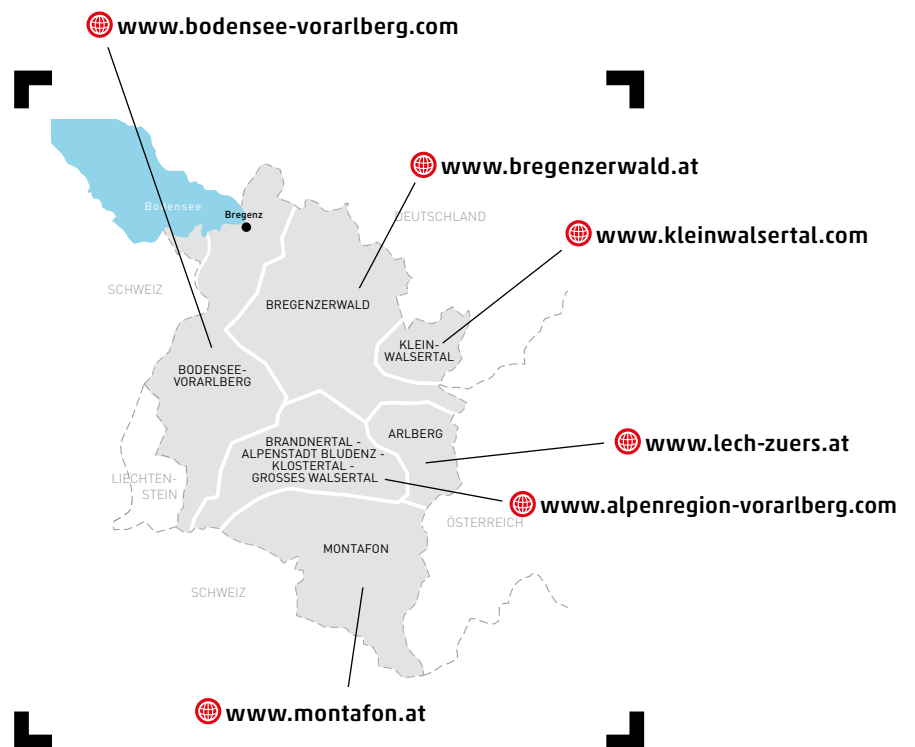 www.bodensee-vorarlberg.com
www.bregenzerwald.at
Bodensee
Bregenz
DEUTSCHLAND
www.kleinwalsertal.com
SCHWEIZ
BREGENZERWALD
KLEIN-
WALSERTAL
BODENSEE-
VORARLBERG
ARLBERG
www.lech-zuers.at
BRANDNERTAL -
ALPENSTADT BLUDENZ -
KLOSTERTAL -
GROSSES WALSERTAL
LIECHTEN-
STEIN
www.alpenregion-vorarlberg.com
ÖSTERREICH
MONTAFON
SCHWEIZ
www.montafon.at